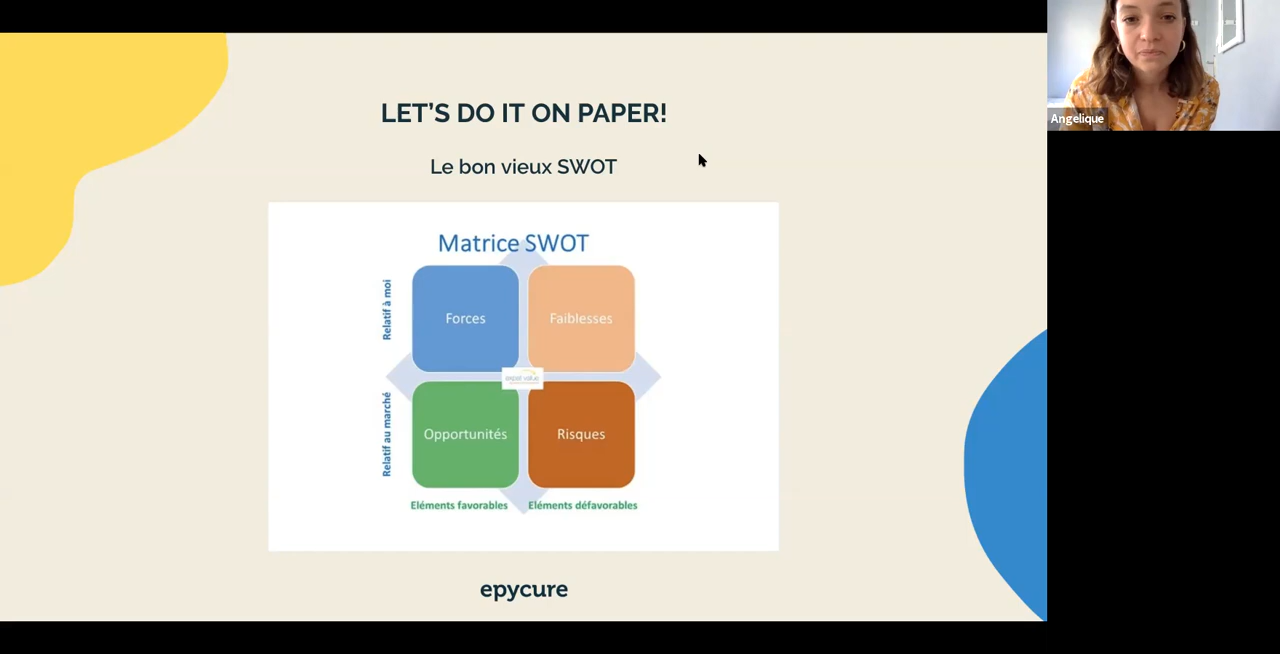 LET'S DO IT ON PAPER!
Le bon vieux SWOT
Matrice SWOT
Relatif à moi
Forces
Faiblesses
Relatif au marché
Opportunités
Risques
Eléments favorables
Eléments défavorables
epycure
Angelique